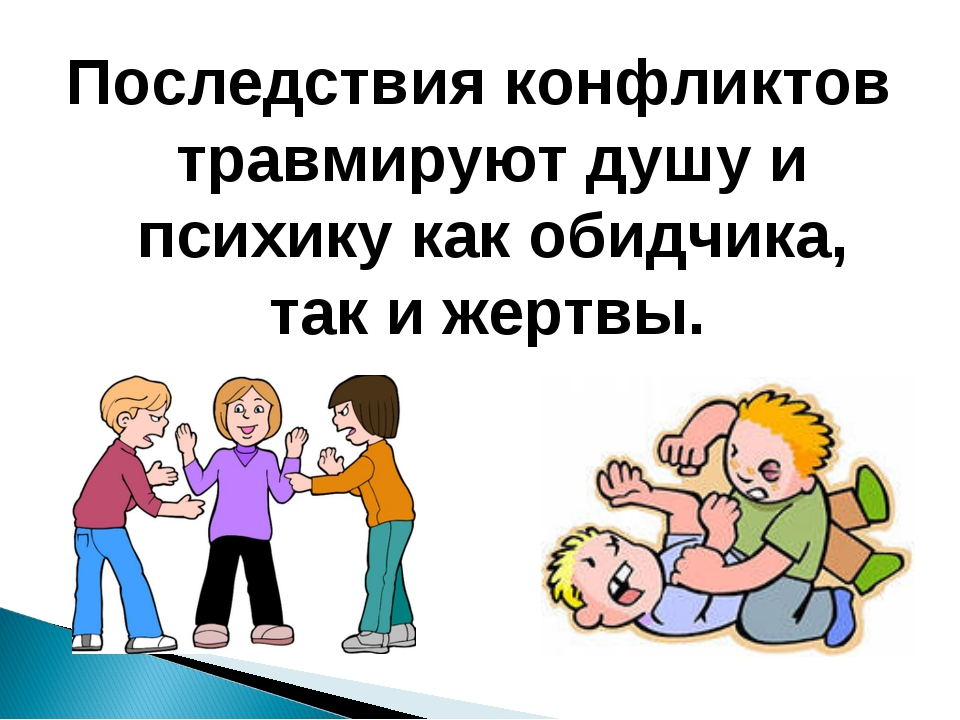 Последствия конфликтов
травмируют душу и
психику как обидчика,
так и жертвы.